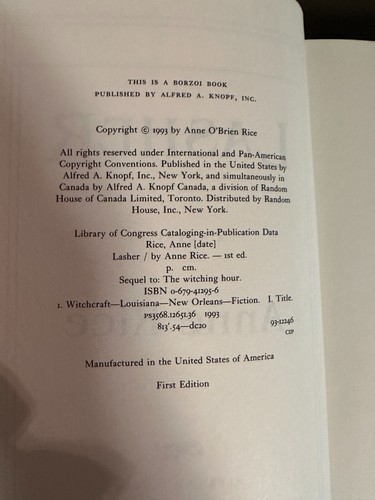 THIS IS A BORZOI BOOK
PUBLISHED BY ALFRED A. KNOPF, INC.
Copyright © 1993 by Anne O'Brien Rice
All rights reserved under International and Pan-American
Copyright Conventions. Published in the United States by
Alfred A. Knopf, Inc., New York, and simultaneously in
Canada by Alfred A. Knopf Canada, a division of Random
House of Canada Limited, Toronto. Distributed by Random
House, Inc., New York.
Library of Congress Cataloging-in-Publication Data
Rice, Anne [date]
Lasher / by Anne Rice. — 1st ed.
p. cm.
Sequel to: The witching hour.
ISBN 0-679-41295-6
1. Witchcraft—Louisiana—New Orleans—Fiction. I. Title.
PS3568.I265L36 1993
813'.54—dc20 93-12246
CIP
Manufactured in the United States of America
First Edition